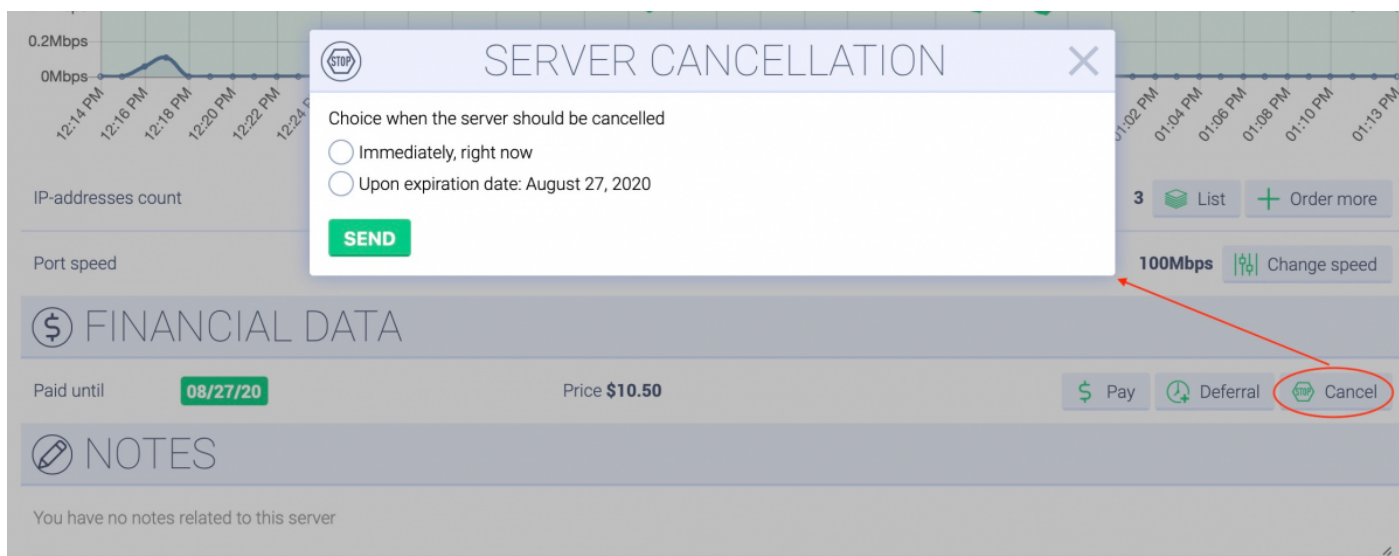 0.2Mbps
0Mbps
12:14 PM
12:16 PM
12:18 PM
12:20 PM
12:22 PM
12:24
01:02 PM
01:04 PM
01:06 PM
01:08 PM
01:10 PM
01:13 PM
STOP
SERVER CANCELLATION
Choice when the server should be cancelled
Immediately, right now
Upon expiration date: August 27, 2020
SEND
IP-addresses count 3 List Order more
Port speed 100Mbps Change speed
$ FINANCIAL DATA
Paid until 08/27/20 Price $10.50 $ Pay Deferral STOP Cancel
NOTES
You have no notes related to this server